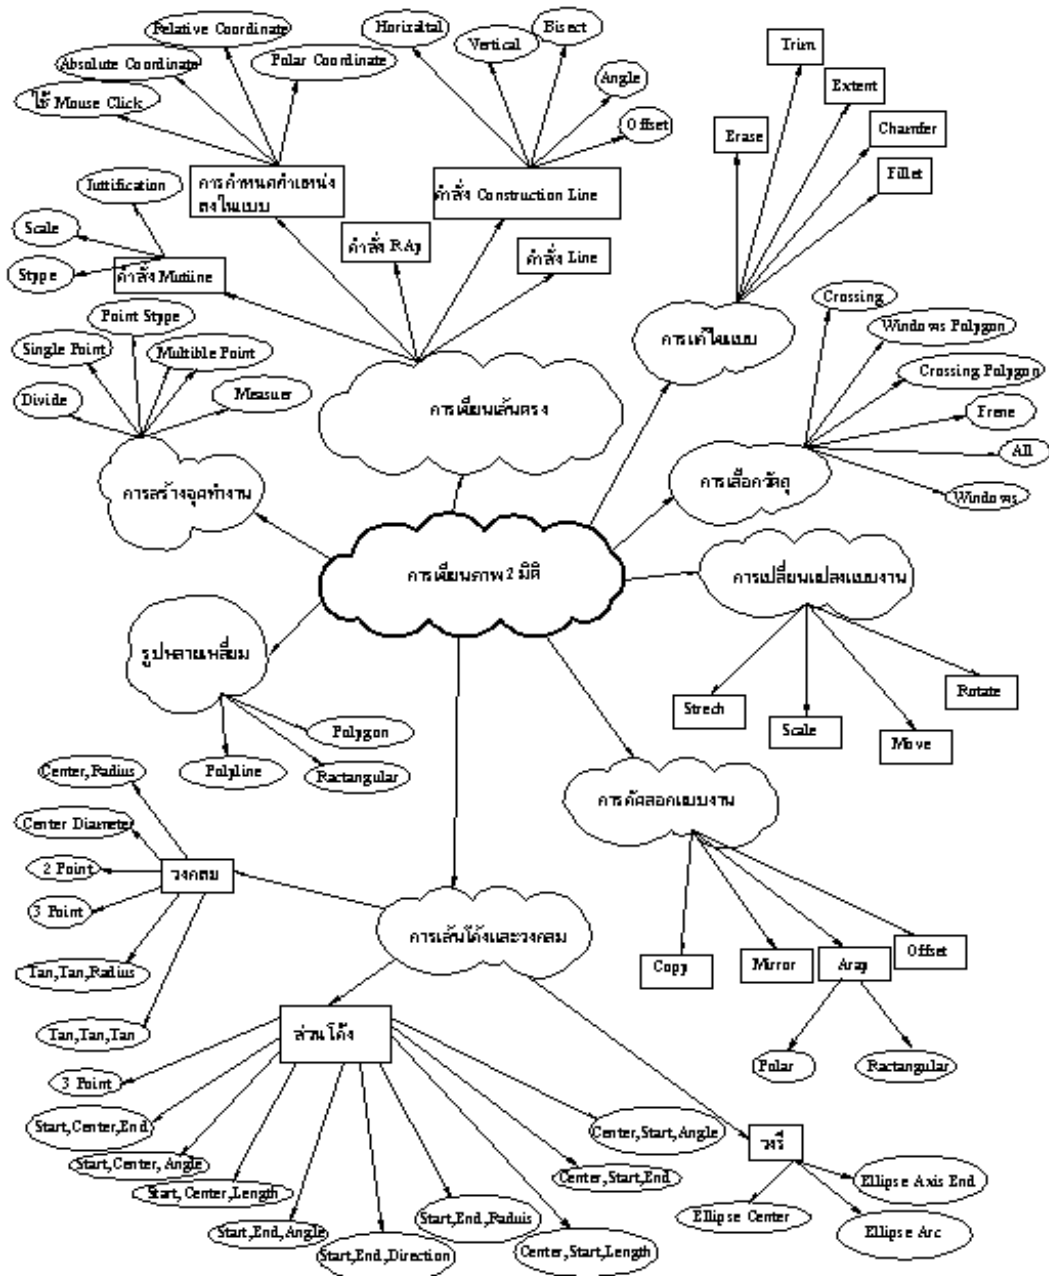 Relative Coordinate
Absolute Coordinate
Polar Coordinate
ใช้ Mouse Click
Horizaltal
Vertical
Bisect
Angle
Offset
Trim
Extent
Chamfer
Fillet
Erase
การกำหนดตำแหน่ง
ลงในแบบ
คำสั่ง Construction Line
Juttification
Scale
Stype
คำสั่ง Mutiine
คำสั่ง RAy
คำสั่ง Line
Point Stype
Single Point
Multible Point
Divide
Measuer
การแก้ไขแบบ
Crossing
Windows Polygon
Crossing Polygon
Frene
All
Windows
การเขียนเส้นตรง
การสร้างจุดทำงาน
การเลือกวัตถุ
การเขียนภาพ 2 มิติ
การเปลี่ยนแปลงแบบงาน
รูปหลายเหลี่ยม
Strech
Scale
Move
Rotate
Polygon
Polyline
Ractangular
การคัดลอกแบบงาน
Center,Radius
Center Diameter
2 Point
3 Point
Tan,Tan,Radius
Tan,Tan,Tan
วงกลม
การเส้นโค้งและวงกลม
Copy
Mirror
Aray
Offset
Polar
Ractangular
ส่วนโค้ง
3 Point
Start,Center,End
Start,Center,Angle
Start,Center,Length
Start,End,Angle
Start,End,Direction
Start,End,Raduis
Center,Start,Length
Center,Start,End
Center,Start,Angle
วงรี
Ellipse Axis End
Ellipse Center
Ellipse Arc